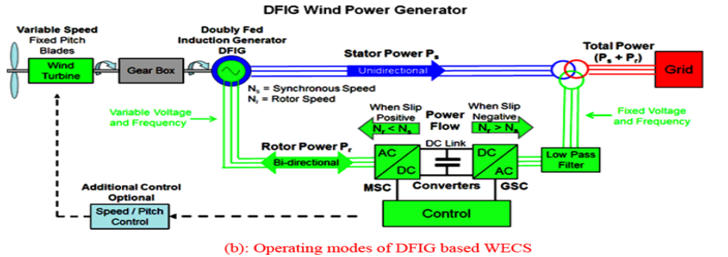 DFIG Wind Power Generator
Variable Speed
Fixed Pitch
Blades
Wind
Turbine
Gear Box
Doubly Fed
Induction Generator
DFIG
Stator Power Ps
Unidirectional
Total Power
(Ps + Pr)
Grid
Ns = Synchronous Speed
Nr = Rotor Speed
Variable Voltage
and Frequency
When Slip
Positive
Nr < Ns
Power
Flow
When Slip
Negative
Nr > Ns
Fixed Voltage
and Frequency
Rotor Power Pr
Bi-directional
AC
DC
DC Link
DC
AC
Low Pass
Filter
MSC
Converters
GSC
Additional Control
Optional
Speed / Pitch
Control
Control
(b): Operating modes of DFIG based WECS